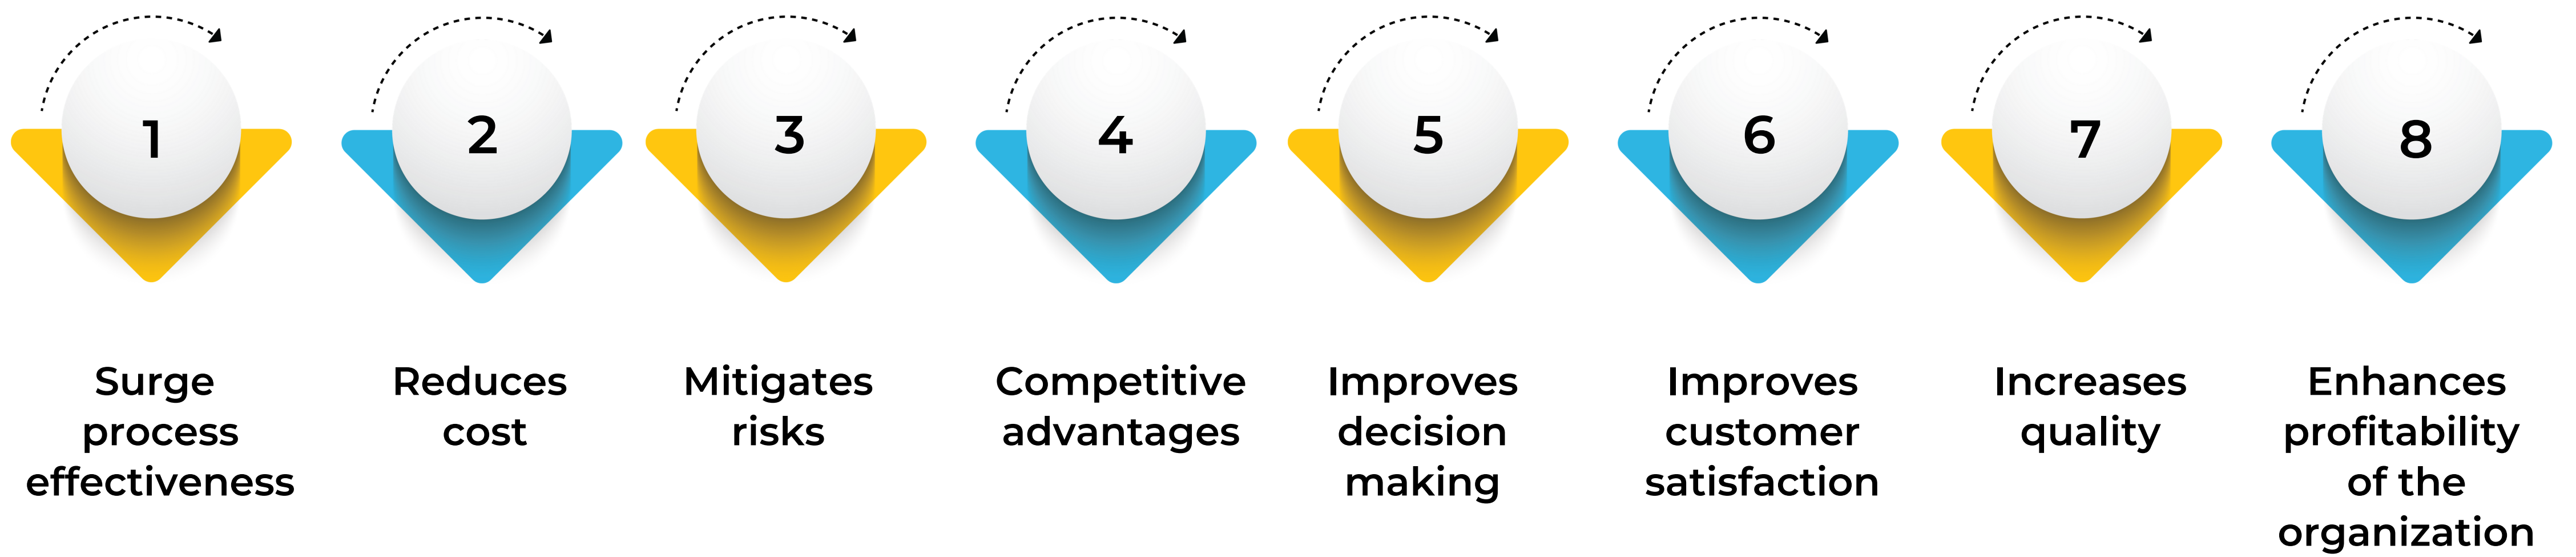 1
Surge
process
effectiveness
2
Reduces
cost
3
Mitigates
risks
4
Competitive
advantages
5
Improves
decision
making
6
Improves
customer
satisfaction
7
Increases
quality
8
Enhances
profitability
of the
organization